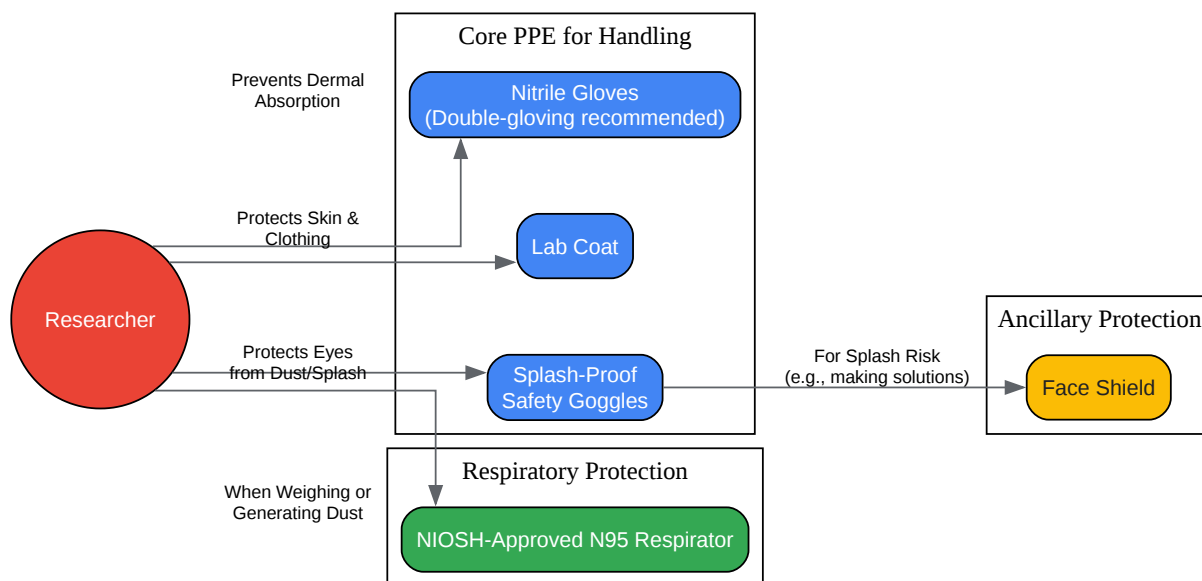 Core PPE for Handling
Prevents Dermal
Absorption
Nitrile Gloves
(Double-gloving recommended)
Protects Skin &
Clothing
Lab Coat
Researcher
Ancillary Protection
Protects Eyes
from Dust/Splash
Splash-Proof
Safety Goggles
For Splash Risk
(e.g., making solutions)
Face Shield
Respiratory Protection
When Weighing or
Generating Dust
NIOSH-Approved N95 Respirator